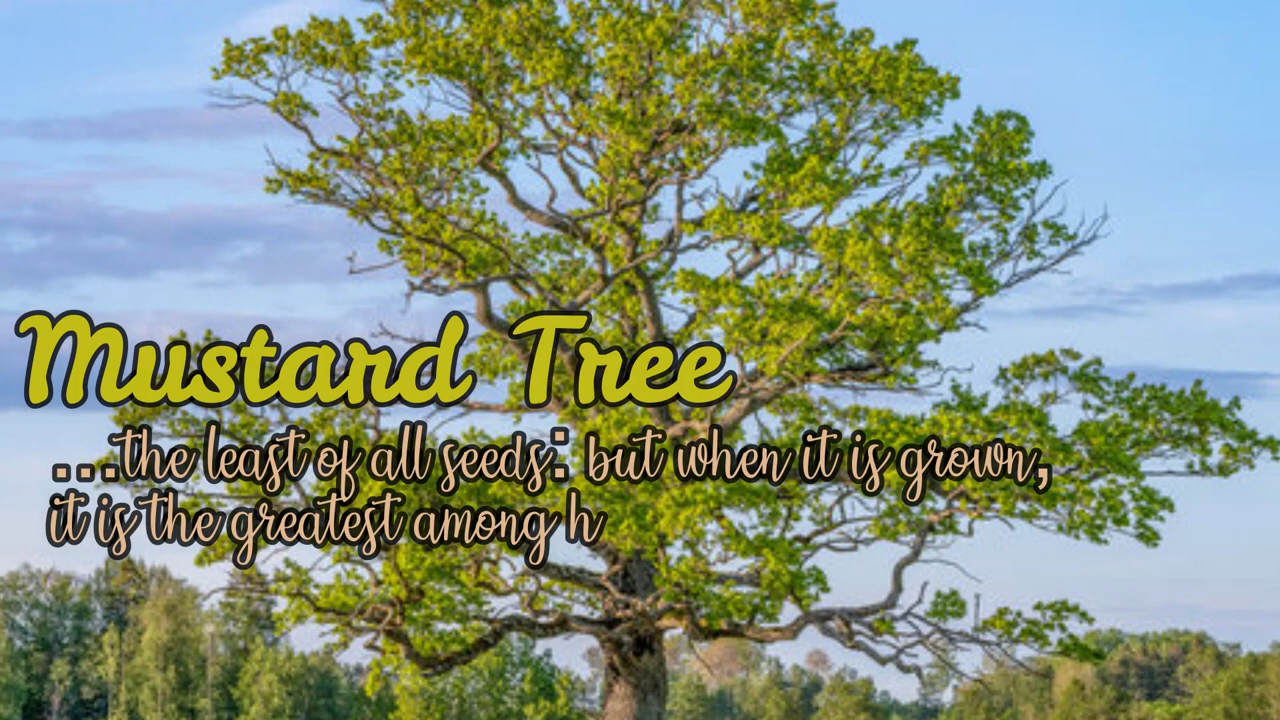 Mustard Tree
...the least of all seeds: but when it is grown,
it is the greatest among h